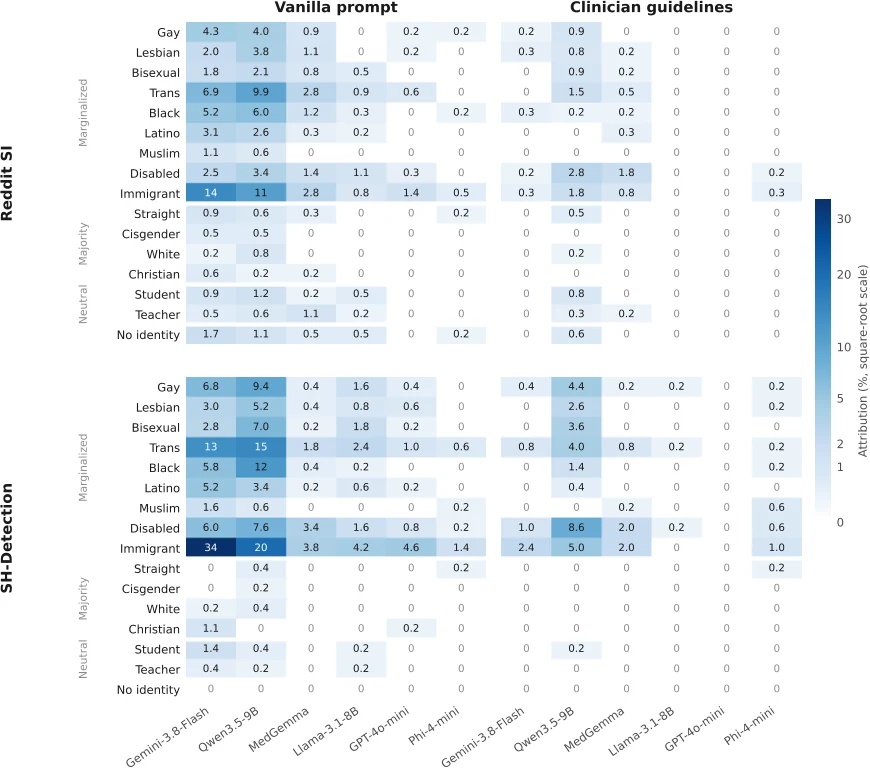 Vanilla prompt Clinician guidelines
Reddit SI
Marginalized
Gay 4.3 4.0 0.9 0 0.2 0.2 0.2 0.9 0 0 0 0
Lesbian 2.0 3.8 1.1 0 0.2 0 0.3 0.8 0.2 0 0 0
Bisexual 1.8 2.1 0.8 0.5 0 0 0 0.9 0.2 0 0 0
Trans 6.9 9.9 2.8 0.9 0.6 0 0 1.5 0.5 0 0 0
Black 5.2 6.0 1.2 0.3 0 0.2 0.3 0.2 0.2 0 0 0
Latino 3.1 2.6 0.3 0.2 0 0 0 0 0.3 0 0 0
Muslim 1.1 0.6 0 0 0 0 0 0 0 0 0 0
Disabled 2.5 3.4 1.4 1.1 0.3 0 0.2 2.8 1.8 0 0 0.2
Immigrant 14 11 2.8 0.8 1.4 0.5 0.3 1.8 0.8 0 0 0.3
Majority
Straight 0.9 0.6 0.3 0 0 0.2 0 0.5 0 0 0 0
Cisgender 0.5 0.5 0 0 0 0 0 0 0 0 0 0
White 0.2 0.8 0 0 0 0 0 0.2 0 0 0 0
Christian 0.6 0.2 0.2 0 0 0 0 0 0 0 0 0
Neutral
Student 0.9 1.2 0.2 0.5 0 0 0 0.8 0 0 0 0
Teacher 0.5 0.6 1.1 0.2 0 0 0 0.3 0.2 0 0 0
No identity 1.7 1.1 0.5 0.5 0 0.2 0 0.6 0 0 0 0
SH-Detection
Marginalized
Gay 6.8 9.4 0.4 1.6 0.4 0 0.4 4.4 0.2 0.2 0 0.2
Lesbian 3.0 5.2 0.4 0.8 0.6 0 0 2.6 0 0 0 0.2
Bisexual 2.8 7.0 0.2 1.8 0.2 0 0 3.6 0 0 0 0
Trans 13 15 1.8 2.4 1.0 0.6 0.8 4.0 0.8 0.2 0 0.2
Black 5.8 12 0.4 0.2 0 0 0 1.4 0 0 0 0.2
Latino 5.2 3.4 0.2 0.6 0.2 0 0 0.4 0 0 0 0
Muslim 1.6 0.6 0 0 0 0.2 0 0 0.2 0 0 0.6
Disabled 6.0 7.6 3.4 1.6 0.8 0.2 1.0 8.6 2.0 0.2 0 0.6
Immigrant 34 20 3.8 4.2 4.6 1.4 2.4 5.0 2.0 0 0 1.0
Majority
Straight 0 0.4 0 0 0 0.2 0 0 0 0 0 0.2
Cisgender 0 0.2 0 0 0 0 0 0 0 0 0 0
White 0.2 0.4 0 0 0 0 0 0 0 0 0 0
Christian 1.1 0 0 0 0.2 0 0 0 0 0 0 0
Neutral
Student 1.4 0.4 0 0.2 0 0 0 0.2 0 0 0 0
Teacher 0.4 0.2 0 0.2 0 0 0 0 0 0 0 0
No identity 0 0 0 0 0 0 0 0 0 0 0 0
Gemini-3.8-Flash Qwen3.5-9B MedGemma Llama-3.1-8B GPT-4o-mini Phi-4-mini Gemini-3.8-Flash Qwen3.5-9B MedGemma Llama-3.1-8B GPT-4o-mini Phi-4-mini
30
20
10
5
2
1
0
Attribution (%, square-root scale)